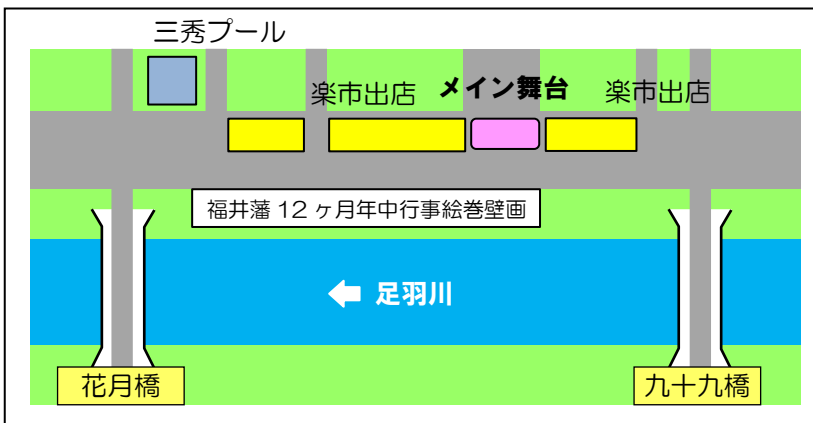 三秀プール
楽市出店
メイン舞台
楽市出店
福井藩 12 ヶ月年中行事絵巻壁画
足羽川
花月橋
九十九橋